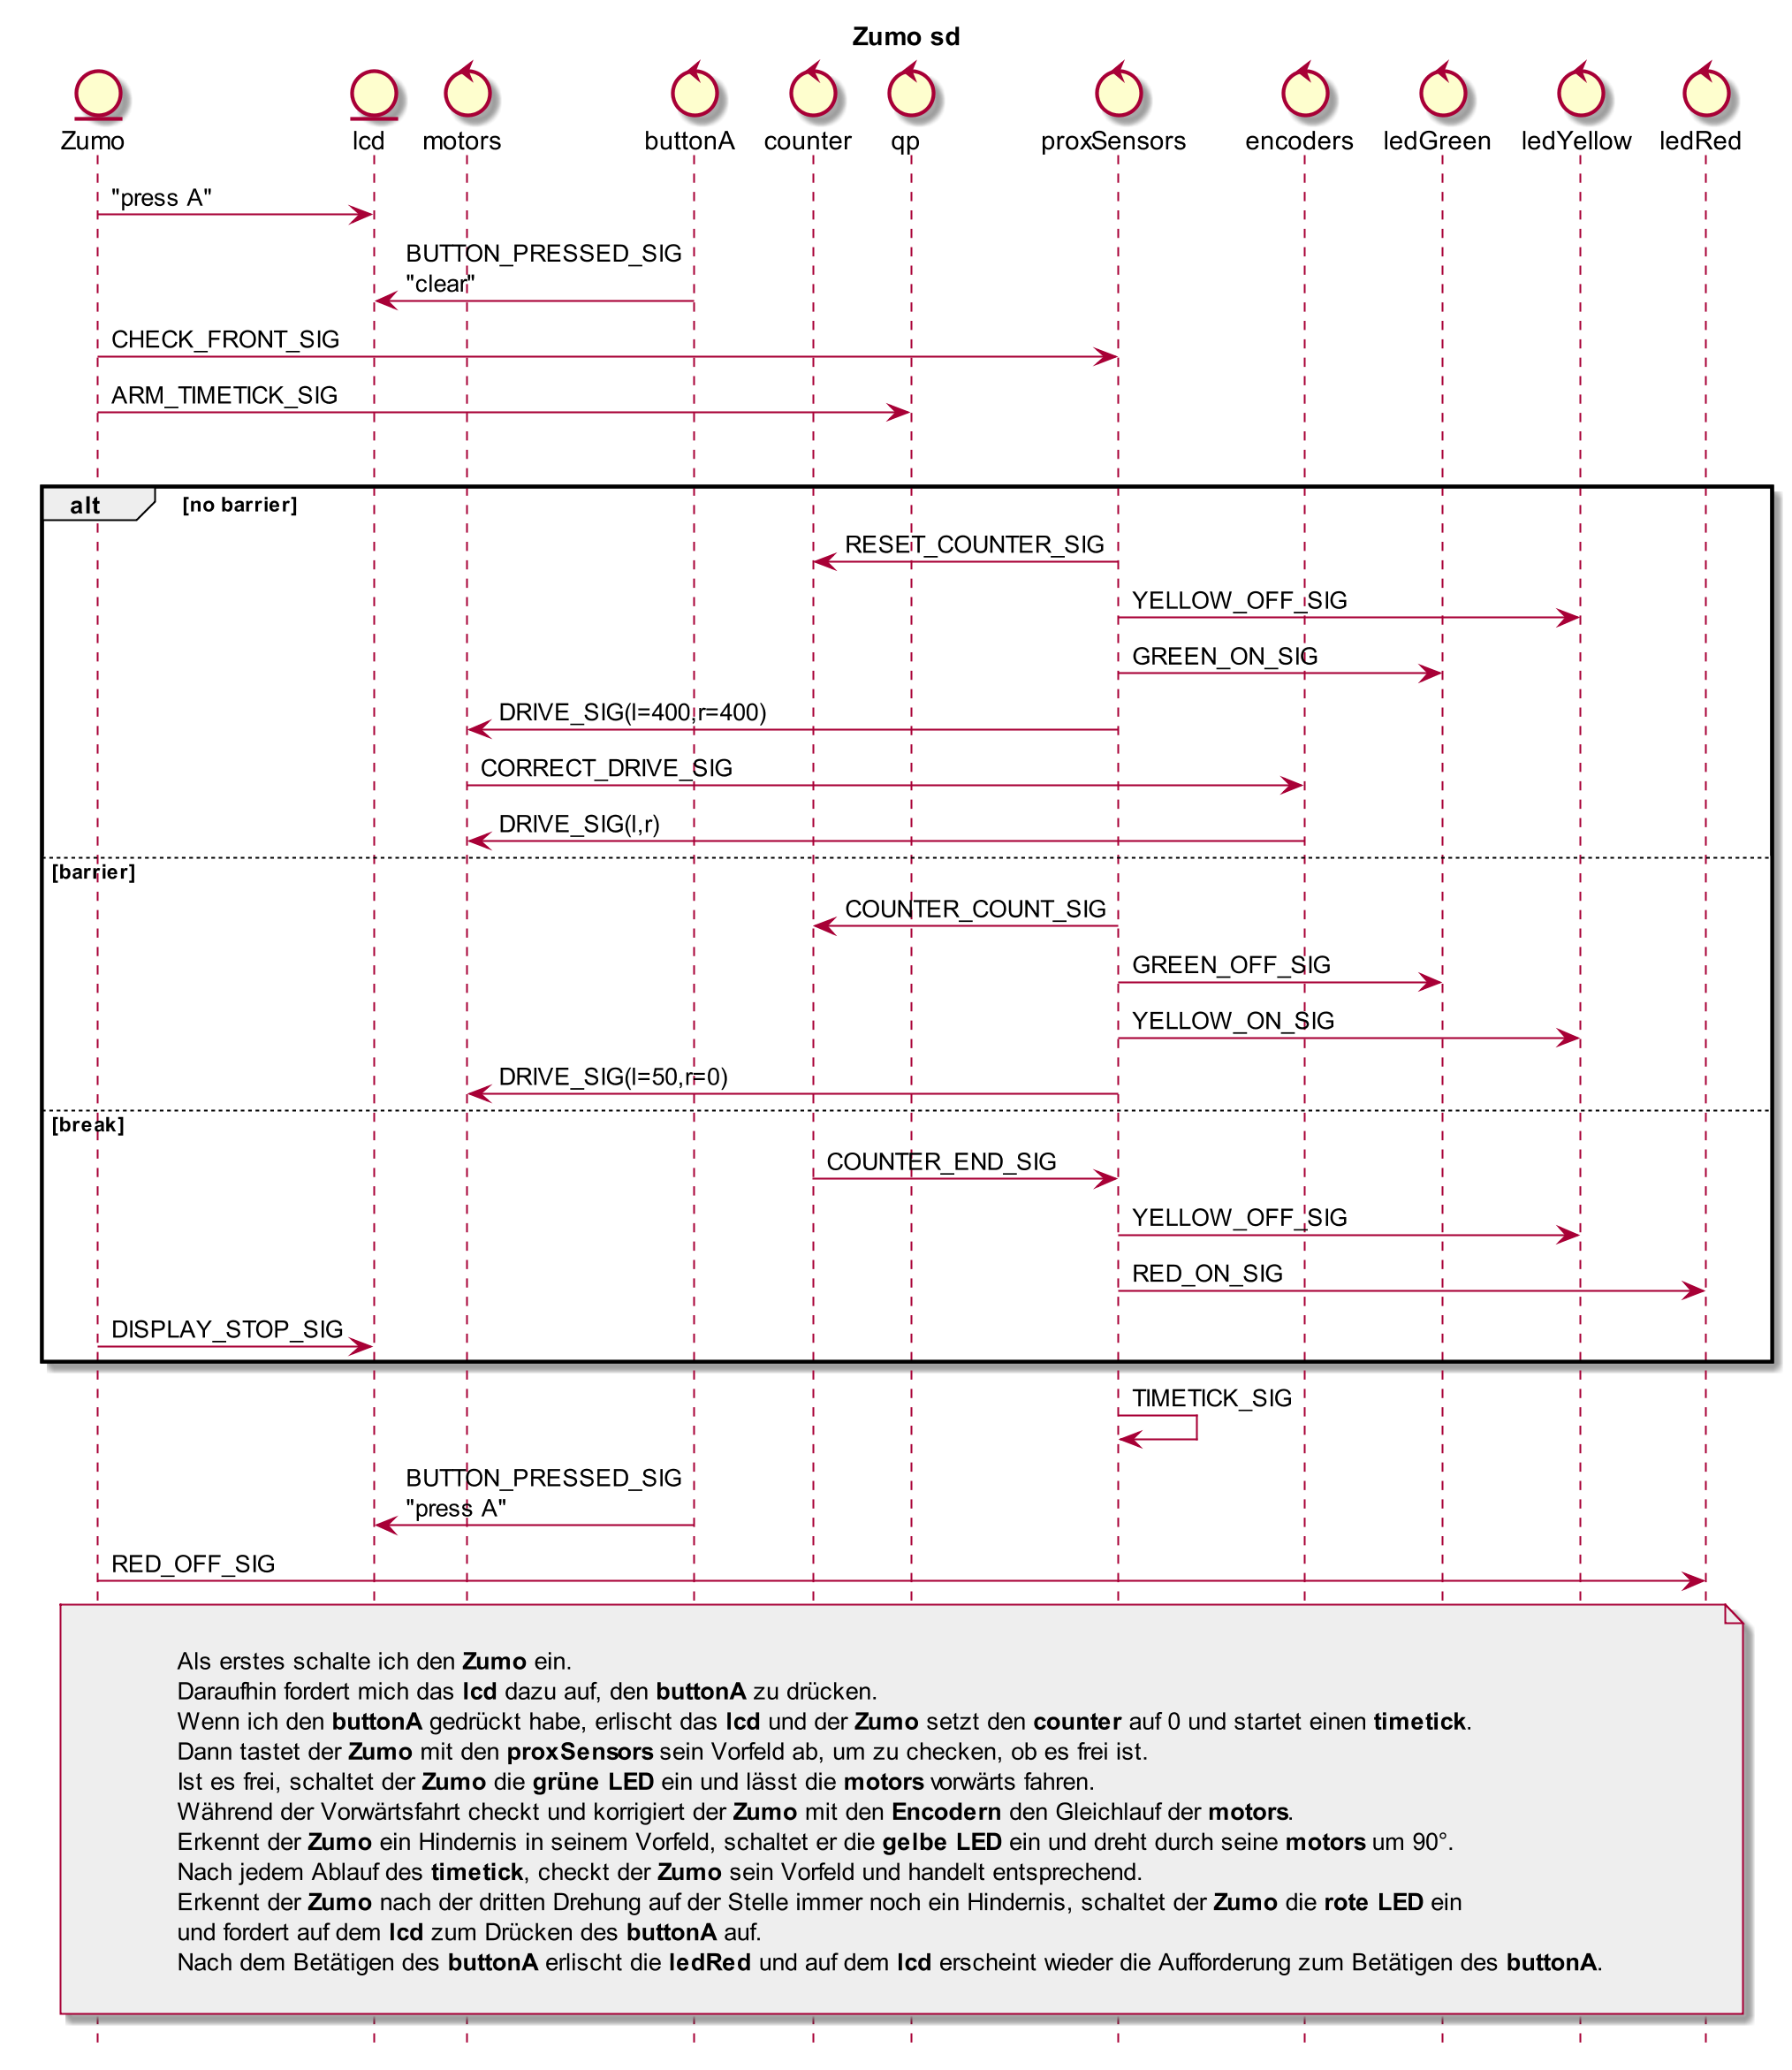 Zumo sd
Zumo lcd motors buttonA counter qp proxSensors encoders ledGreen ledYellow ledRed
"press A"
BUTTON_PRESSED_SIG
"clear"
CHECK_FRONT_SIG
ARM_TIMETICK_SIG
alt [no barrier]
RESET_COUNTER_SIG
YELLOW_OFF_SIG
GREEN_ON_SIG
DRIVE_SIG(l=400,r=400)
CORRECT_DRIVE_SIG
DRIVE_SIG(l,r)
[barrier]
COUNTER_COUNT_SIG
GREEN_OFF_SIG
YELLOW_ON_SIG
DRIVE_SIG(l=50,r=0)
[break]
COUNTER_END_SIG
YELLOW_OFF_SIG
RED_ON_SIG
DISPLAY_STOP_SIG
TIMETICK_SIG
BUTTON_PRESSED_SIG
"press A"
RED_OFF_SIG
Als erstes schalte ich den Zumo ein.
Daraufhin fordert mich das lcd dazu auf, den buttonA zu drücken.
Wenn ich den buttonA gedrückt habe, erlischt das lcd und der Zumo setzt den counter auf 0 und startet einen timetick.
Dann tastet der Zumo mit den proxSensors sein Vorfeld ab, um zu checken, ob es frei ist.
Ist es frei, schaltet der Zumo die grüne LED ein und lässt die motors vorwärts fahren.
Während der Vorwärtsfahrt checkt und korrigiert der Zumo mit den Encodern den Gleichlauf der motors.
Erkennt der Zumo ein Hindernis in seinem Vorfeld, schaltet er die gelbe LED ein und dreht durch seine motors um 90°.
Nach jedem Ablauf des timetick, checkt der Zumo sein Vorfeld und handelt entsprechend.
Erkennt der Zumo nach der dritten Drehung auf der Stelle immer noch ein Hindernis, schaltet der Zumo die rote LED ein
und fordert auf dem lcd zum Drücken des buttonA auf.
Nach dem Betätigen des buttonA erlischt die ledRed und auf dem lcd erscheint wieder die Aufforderung zum Betätigen des buttonA.